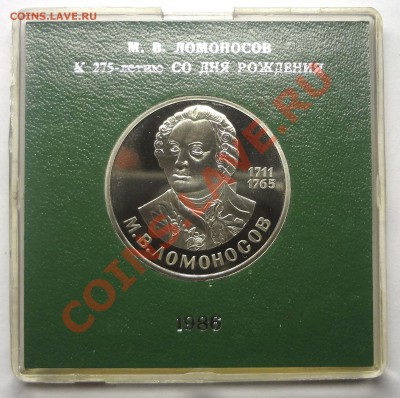 COINS.LAVE.RU
М. В. ЛОМОНОСОВ
К 275-летию СО ДНЯ РОЖДЕНИЯ
1711
1765
М.В.ЛОМОНОСОВ
1986
COINS.LAVE.RU